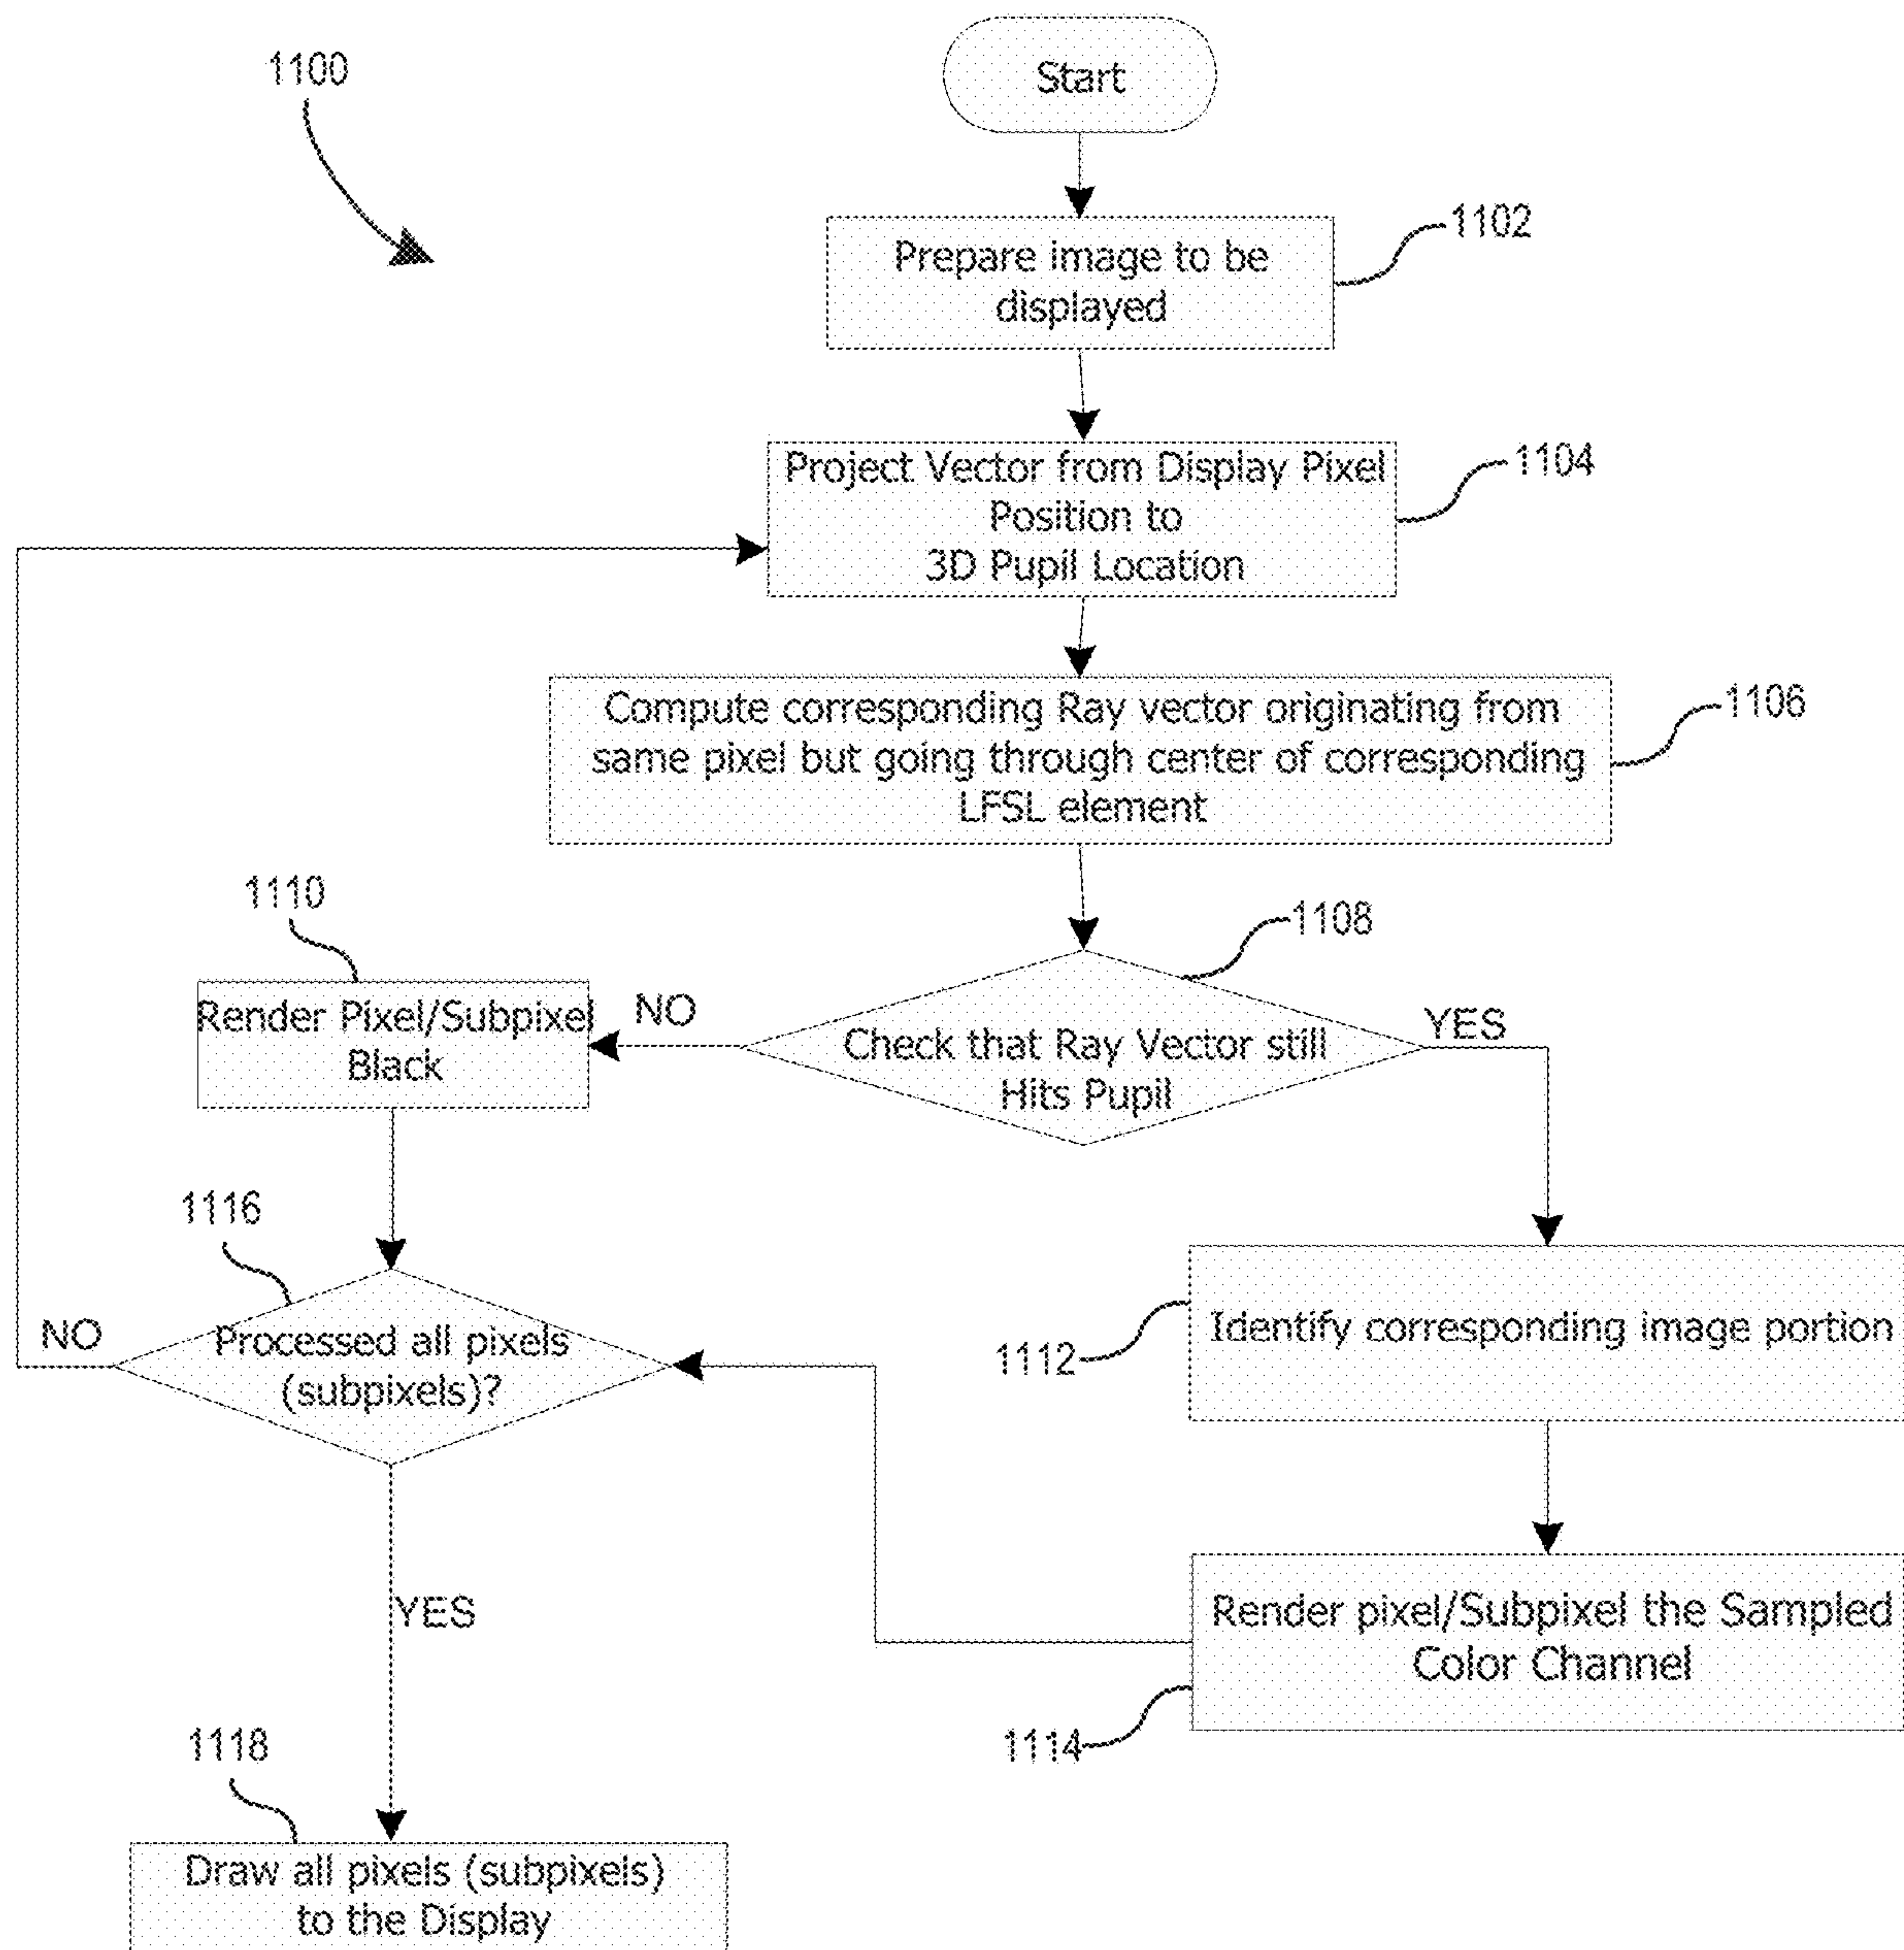 1100
Start
1102
Prepare image to be
displayed
1104
Project Vector from Display Pixel
Position to
3D Pupil Location
1106
Compute corresponding Ray vector originating from
same pixel but going through center of corresponding
LFSL element
1108
Check that Ray Vector still
Hits Pupil
NO
YES
1110
Render Pixel/Subpixel
Black
1112
Identify corresponding image portion
1114
Render pixel/Subpixel the Sampled
Color Channel
1116
Processed all pixels
(subpixels)?
NO
YES
1118
Draw all pixels (subpixels)
to the Display